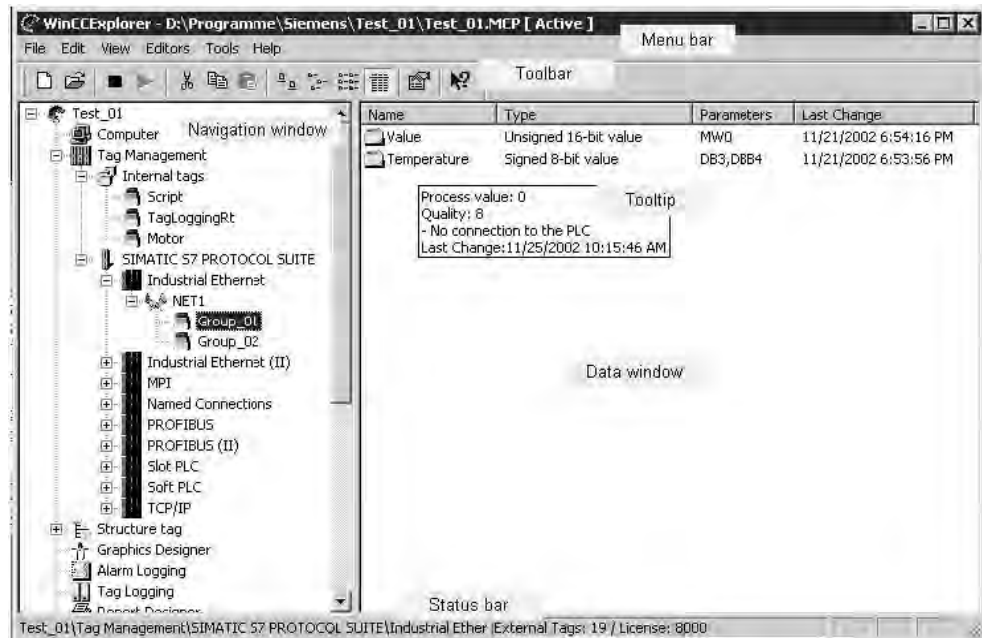 WinCCExplorer - D:\Programme\Siemens\Test_01\Test_01.MCP [ Active ]
File Edit View Editors Tools Help
Menu bar
Toolbar
Test_01
Computer
Navigation window
Tag Management
Internal tags
Script
TagLoggingRt
Motor
SIMATIC S7 PROTOCOL SUITE
Industrial Ethernet
NET1
Group_01
Group_02
Industrial Ethernet (II)
MPI
Named Connections
PROFIBUS
PROFIBUS (II)
Slot PLC
Soft PLC
TCP/IP
Structure tag
Graphics Designer
Alarm Logging
Tag Logging
Report Designer
Name Type Parameters Last Change
Value Unsigned 16-bit value MW0 11/21/2002 6:54:16 PM
Temperature Signed 8-bit value DB3,DBB4 11/21/2002 6:53:56 PM
Process value: 0
Tooltip
Quality: 8
- No connection to the PLC
Last Change:11/25/2002 10:15:46 AM
Data window
Status bar
Test_01\Tag Management\SIMATIC S7 PROTOCOL SUITE\Industrial Ether External Tags: 19 / License: 8000